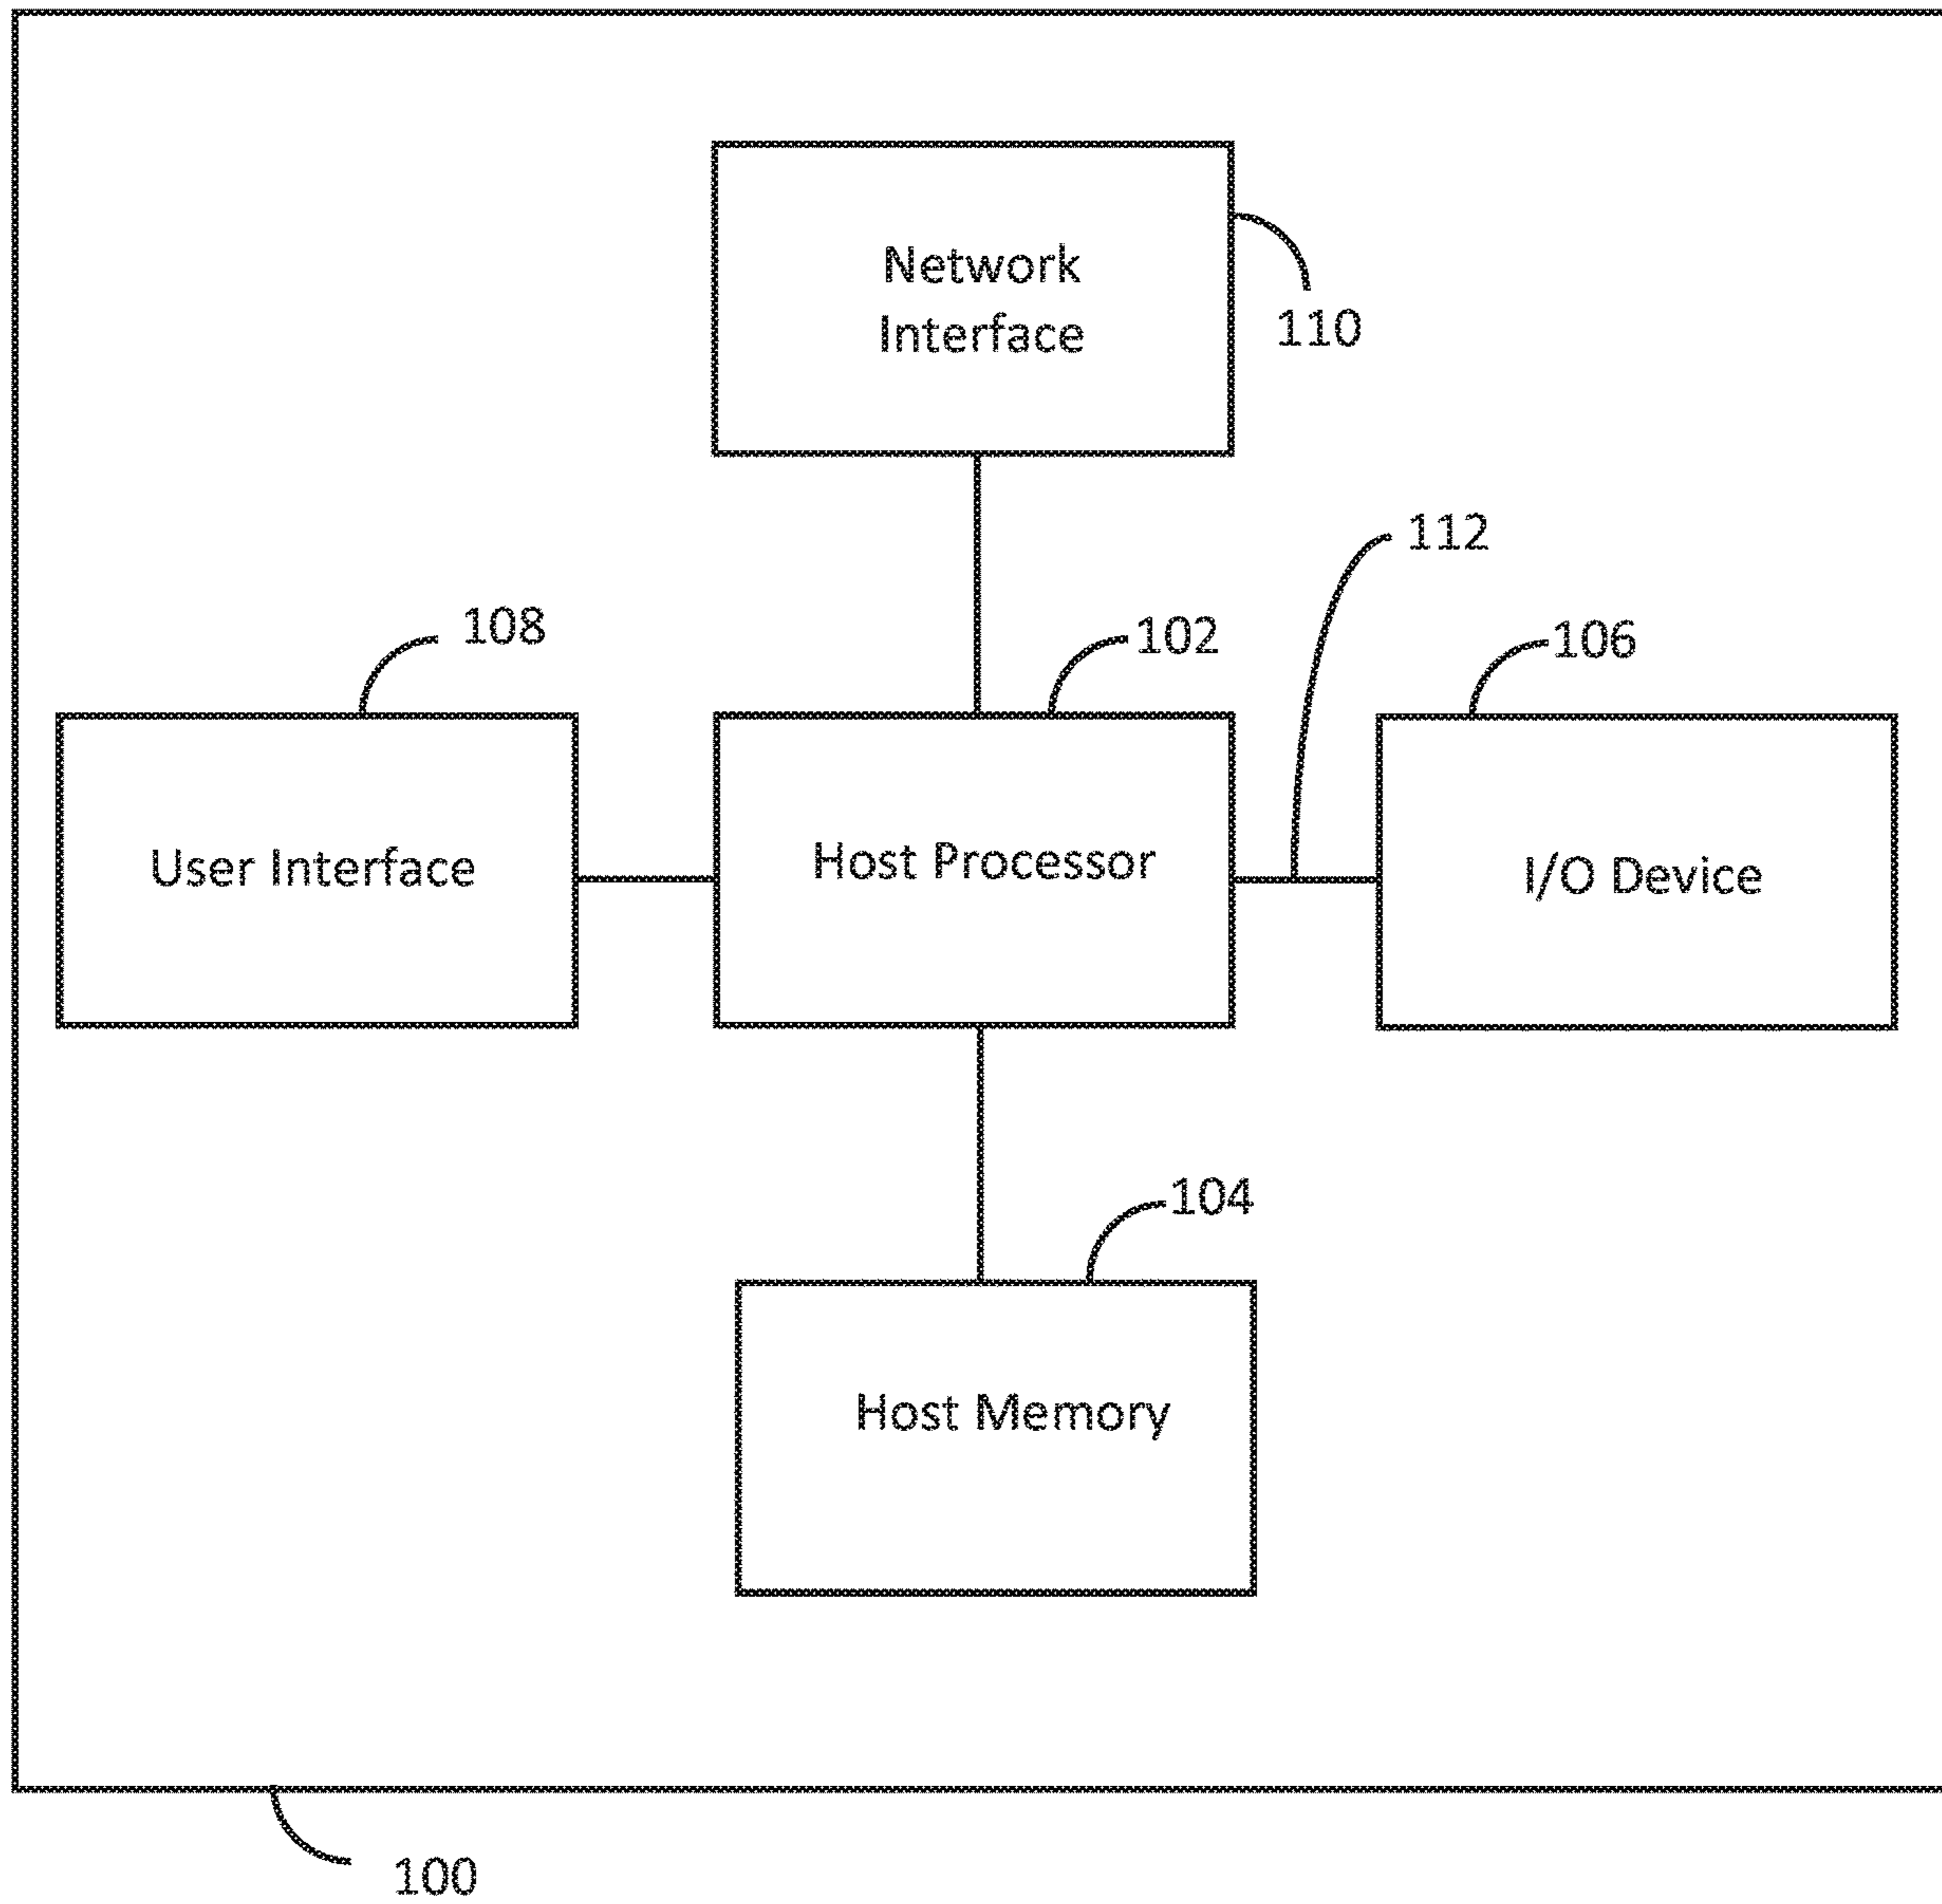 Network
Interface
110
112
108
102
106
User Interface
Host Processor
I/O Device
104
Host Memory
100